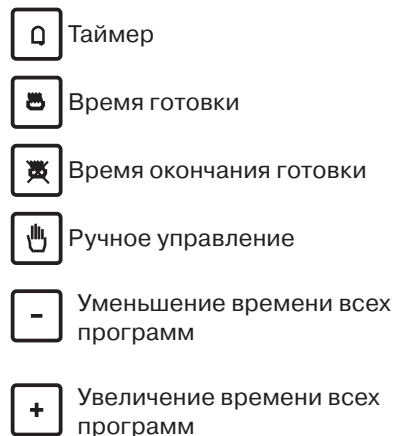 Таймер
Время готовки
Время окончания готовки
Ручное управление
- Уменьшение времени всех
программ
+ Увеличение времени всех
программ